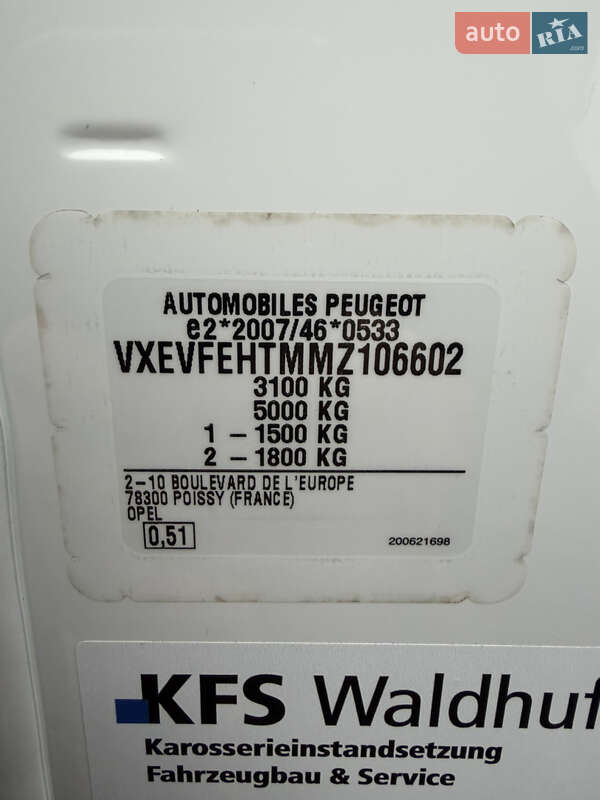 auto RIA .com
AUTOMOBILES PEUGEOT
e2*2007/46*0533
VXEVFEHTMMZ106602
3100 KG
5000 KG
1 - 1500 KG
2 - 1800 KG
2-10 BOULEVARD DE L'EUROPE
78300 POISSY (FRANCE)
OPEL
0,51
200621698
KFS Waldhuf
Karosserieinstandsetzung
Fahrzeugbau & Service